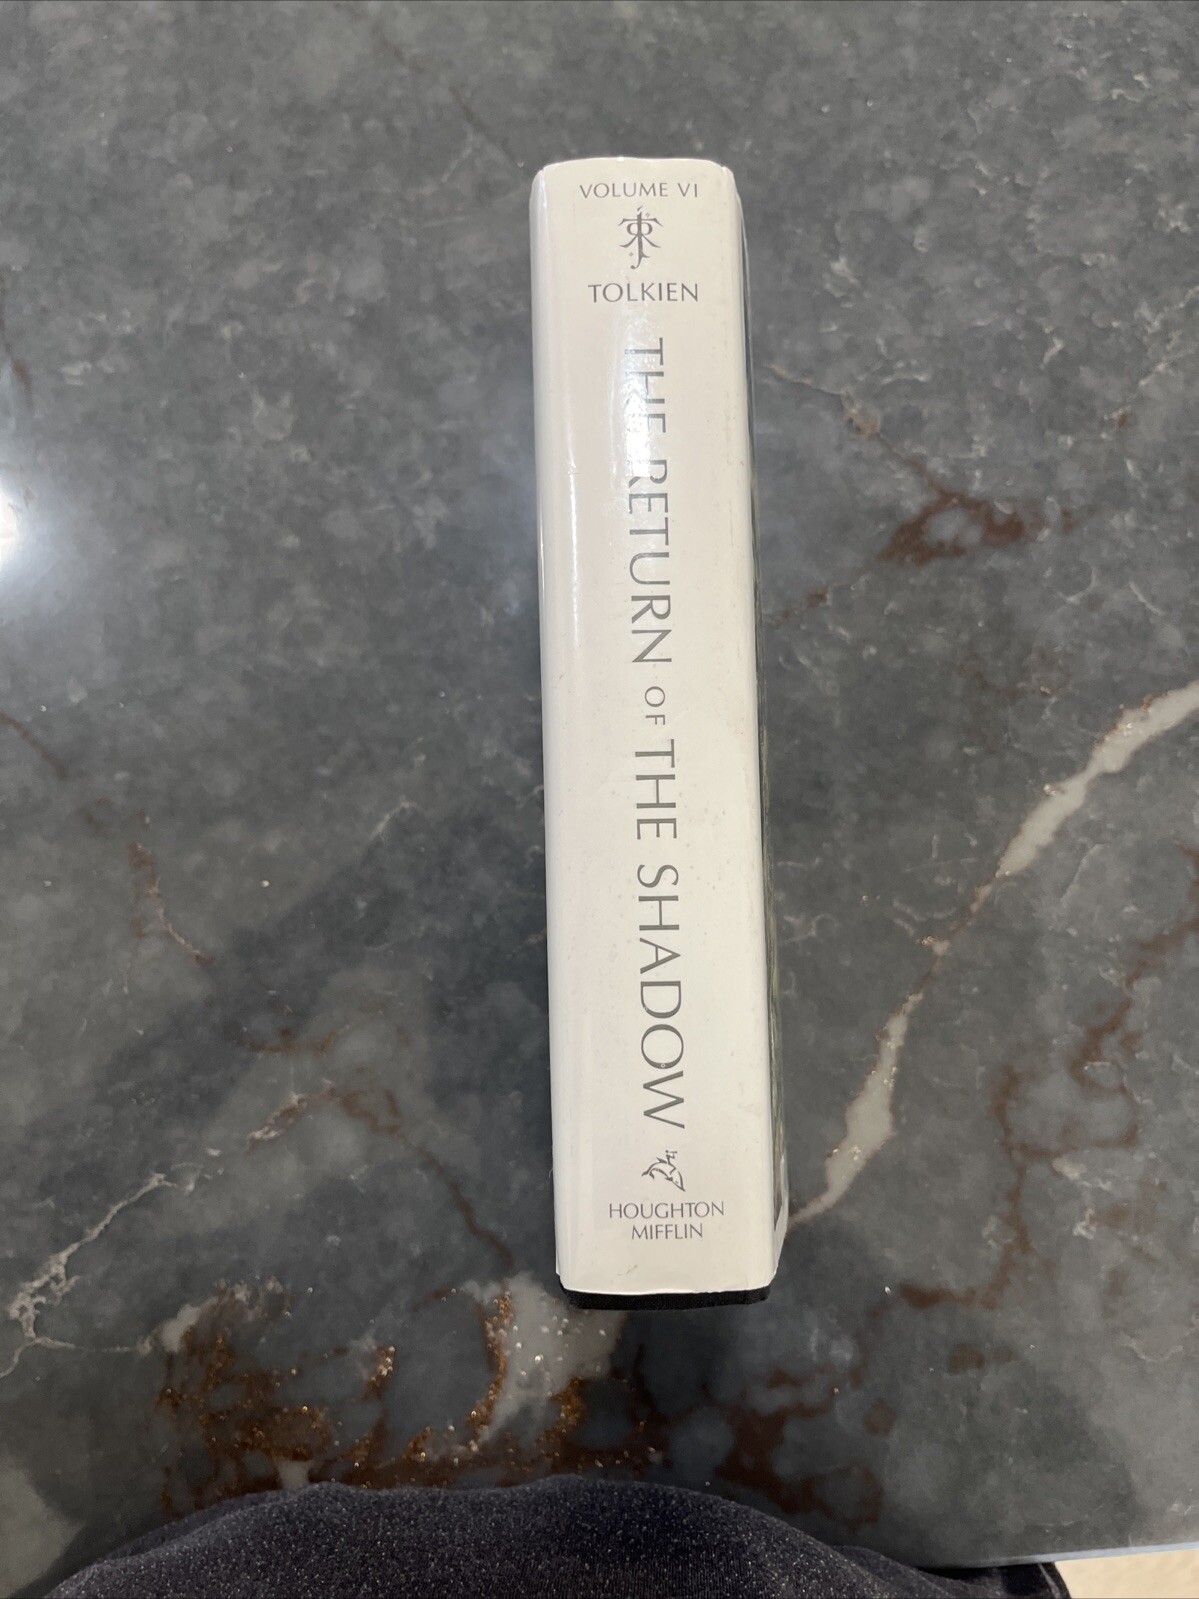 VOLUME VI
TOLKIEN
THE RETURN OF THE SHADOW
HOUGHTON
MIFFLIN